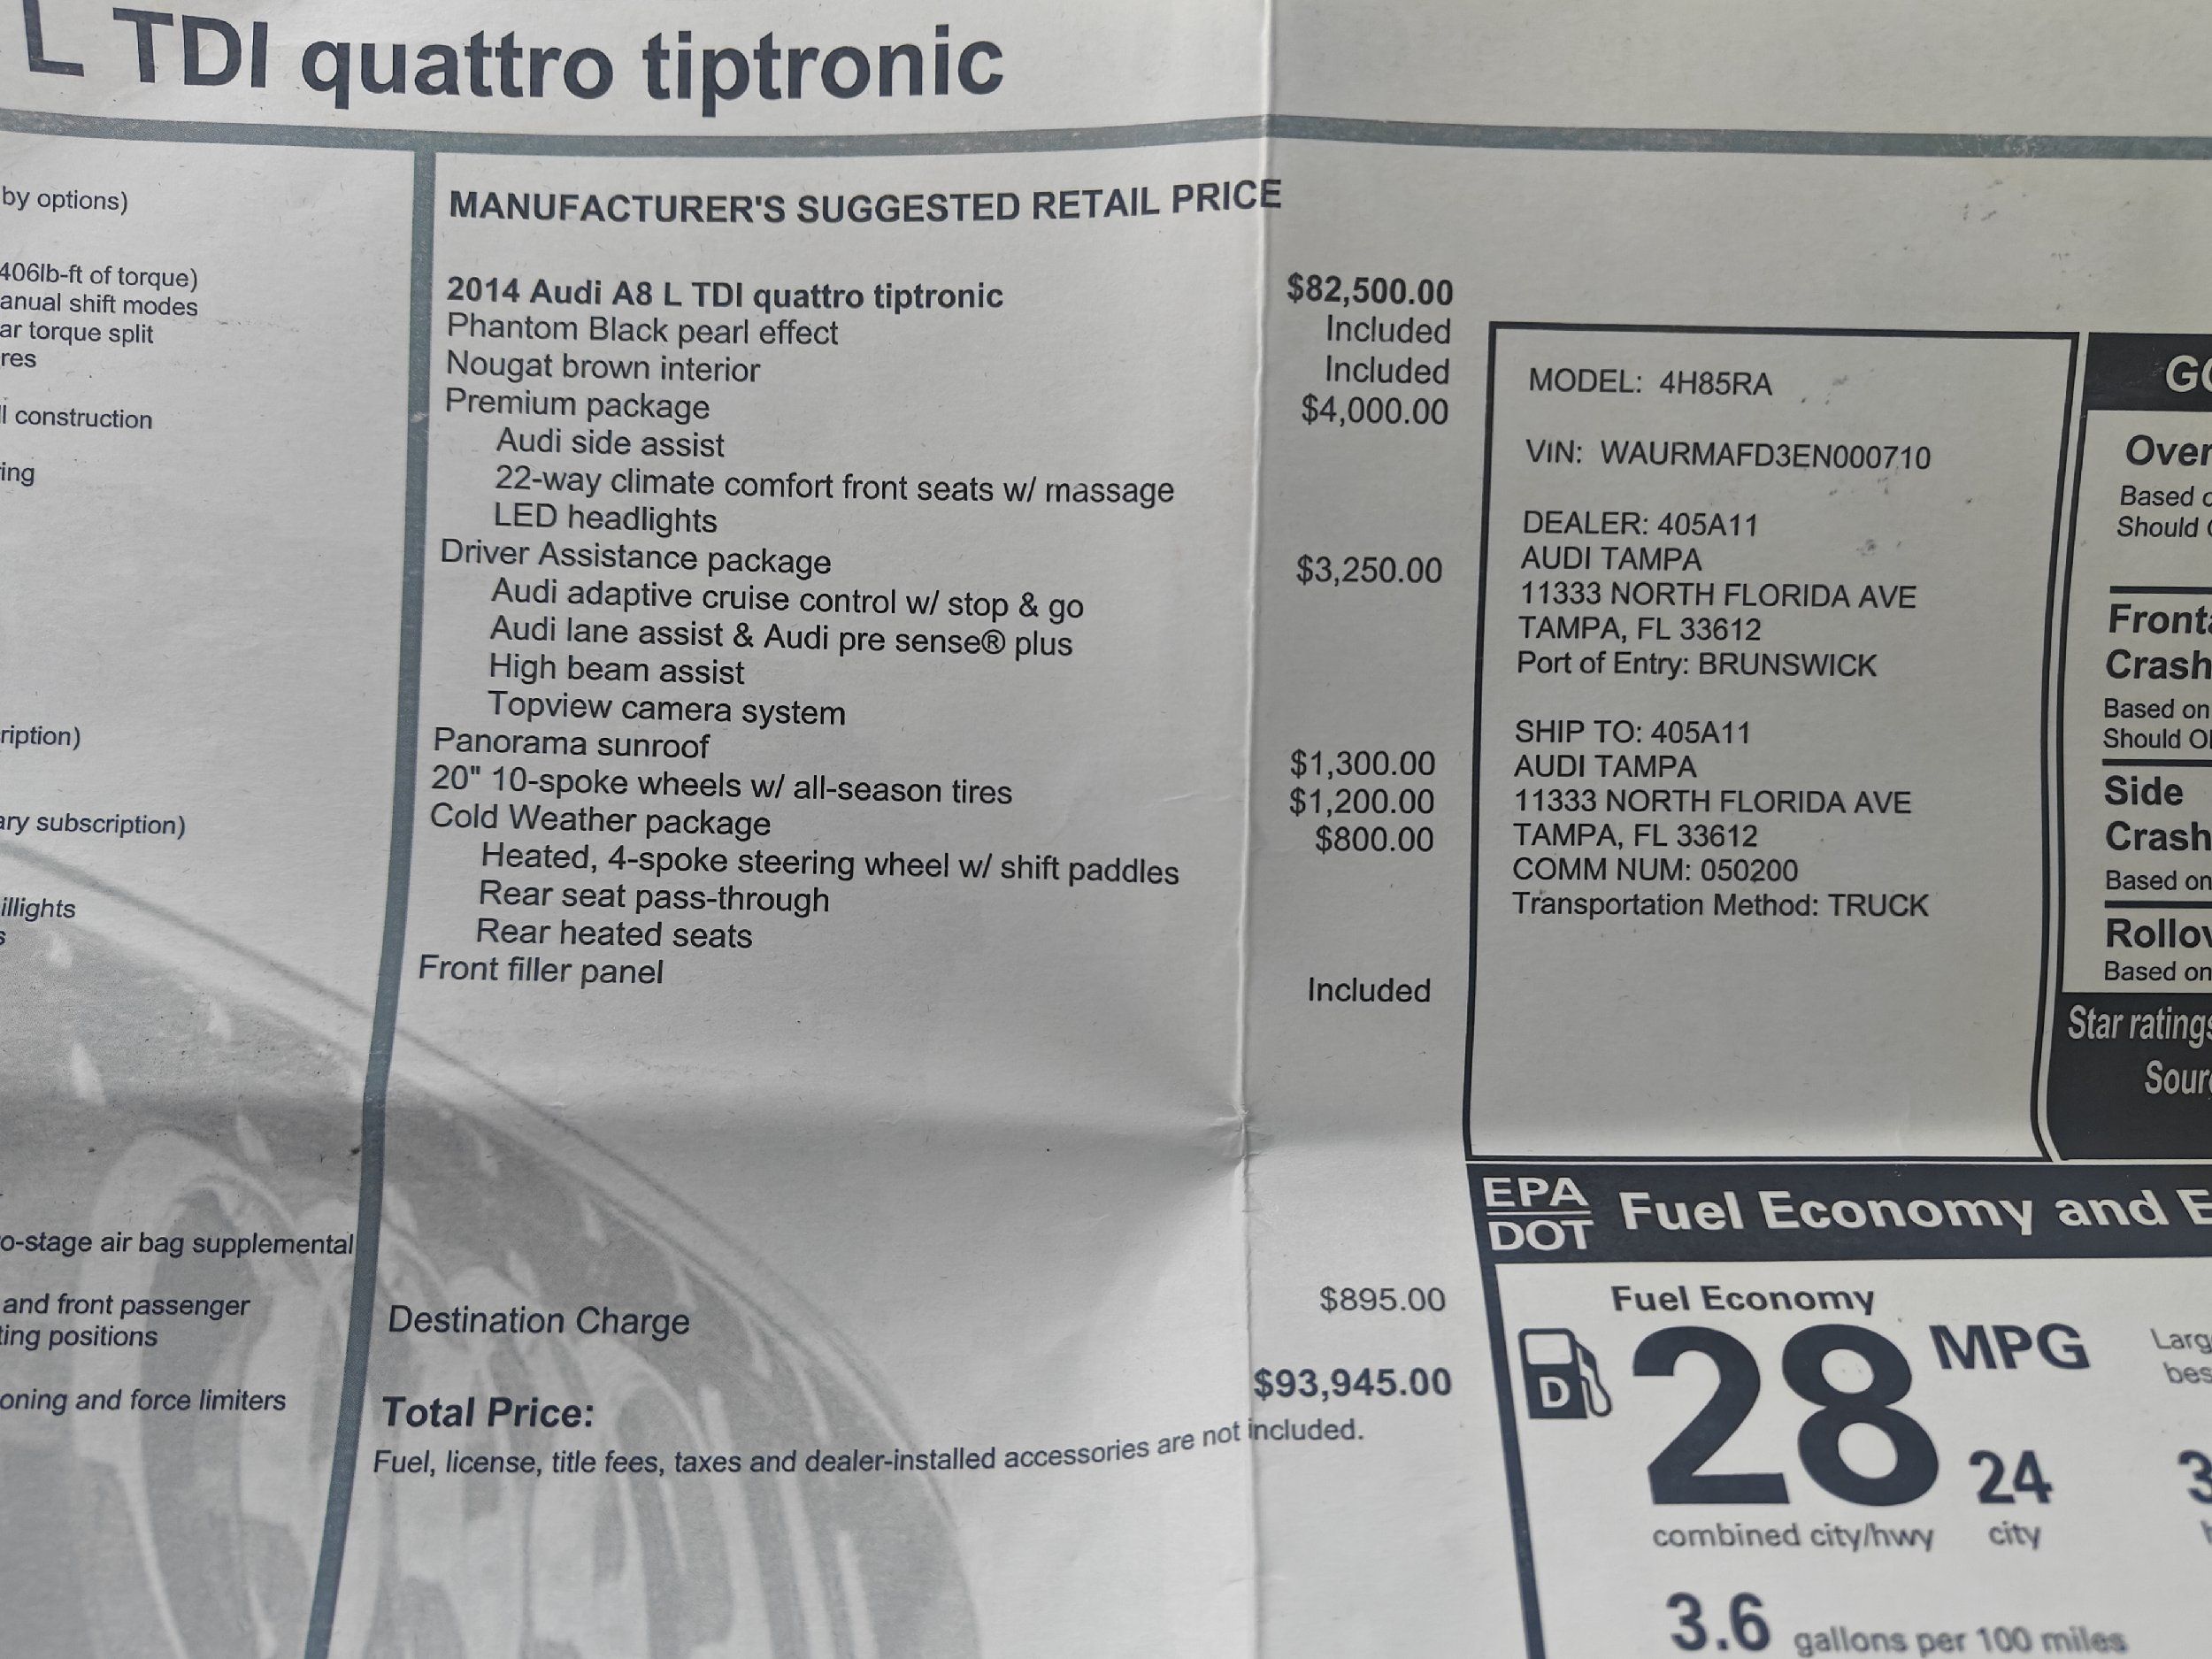 L TDI quattro tiptronic
by options)
406lb-ft of torque)
anual shift modes
ar torque split
res
l construction
ing
ription)
ary subscription)
illights
s
o-stage air bag supplemental
and front passenger
ting positions
oning and force limiters
MANUFACTURER'S SUGGESTED RETAIL PRICE
2014 Audi A8 L TDI quattro tiptronic $82,500.00
Phantom Black pearl effect Included
Nougat brown interior Included
Premium package $4,000.00
Audi side assist
22-way climate comfort front seats w/ massage
LED headlights
Driver Assistance package $3,250.00
Audi adaptive cruise control w/ stop & go
Audi lane assist & Audi pre sense® plus
High beam assist
Topview camera system
Panorama sunroof $1,300.00
20" 10-spoke wheels w/ all-season tires $1,200.00
Cold Weather package $800.00
Heated, 4-spoke steering wheel w/ shift paddles
Rear seat pass-through
Rear heated seats
Front filler panel Included
Destination Charge $895.00
Total Price: $93,945.00
Fuel, license, title fees, taxes and dealer-installed accessories are not included.
MODEL: 4H85RA
VIN: WAURMAFD3EN000710
DEALER: 405A11
AUDI TAMPA
11333 NORTH FLORIDA AVE
TAMPA, FL 33612
Port of Entry: BRUNSWICK
SHIP TO: 405A11
AUDI TAMPA
11333 NORTH FLORIDA AVE
TAMPA, FL 33612
COMM NUM: 050200
Transportation Method: TRUCK
GO
Over
Based o
Should
Fronta
Crash
Based on
Should Ol
Side
Crash
Based on
Rollov
Based on
Star ratings
Sour
EPA
DOT
Fuel Economy and E
Fuel Economy
D
28 MPG
Larg
bes
combined city/hwy
24
city
3
h
3.6 gallons per 100 miles